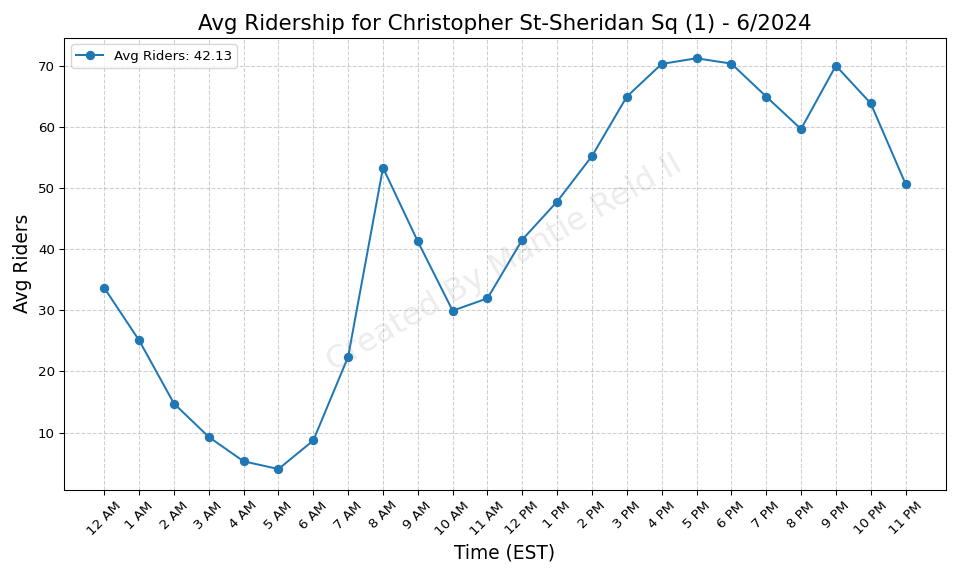 Avg Ridership for Christopher St-Sheridan Sq (1) - 6/2024
Avg Riders: 42.13
70
60
50
40
30
20
10
Avg Riders
Created By Mantie Reid II
12 AM
1 AM
2 AM
3 AM
4 AM
5 AM
6 AM
7 AM
8 AM
9 AM
10 AM
11 AM
12 PM
1 PM
2 PM
3 PM
4 PM
5 PM
6 PM
7 PM
8 PM
9 PM
10 PM
11 PM
Time (EST)